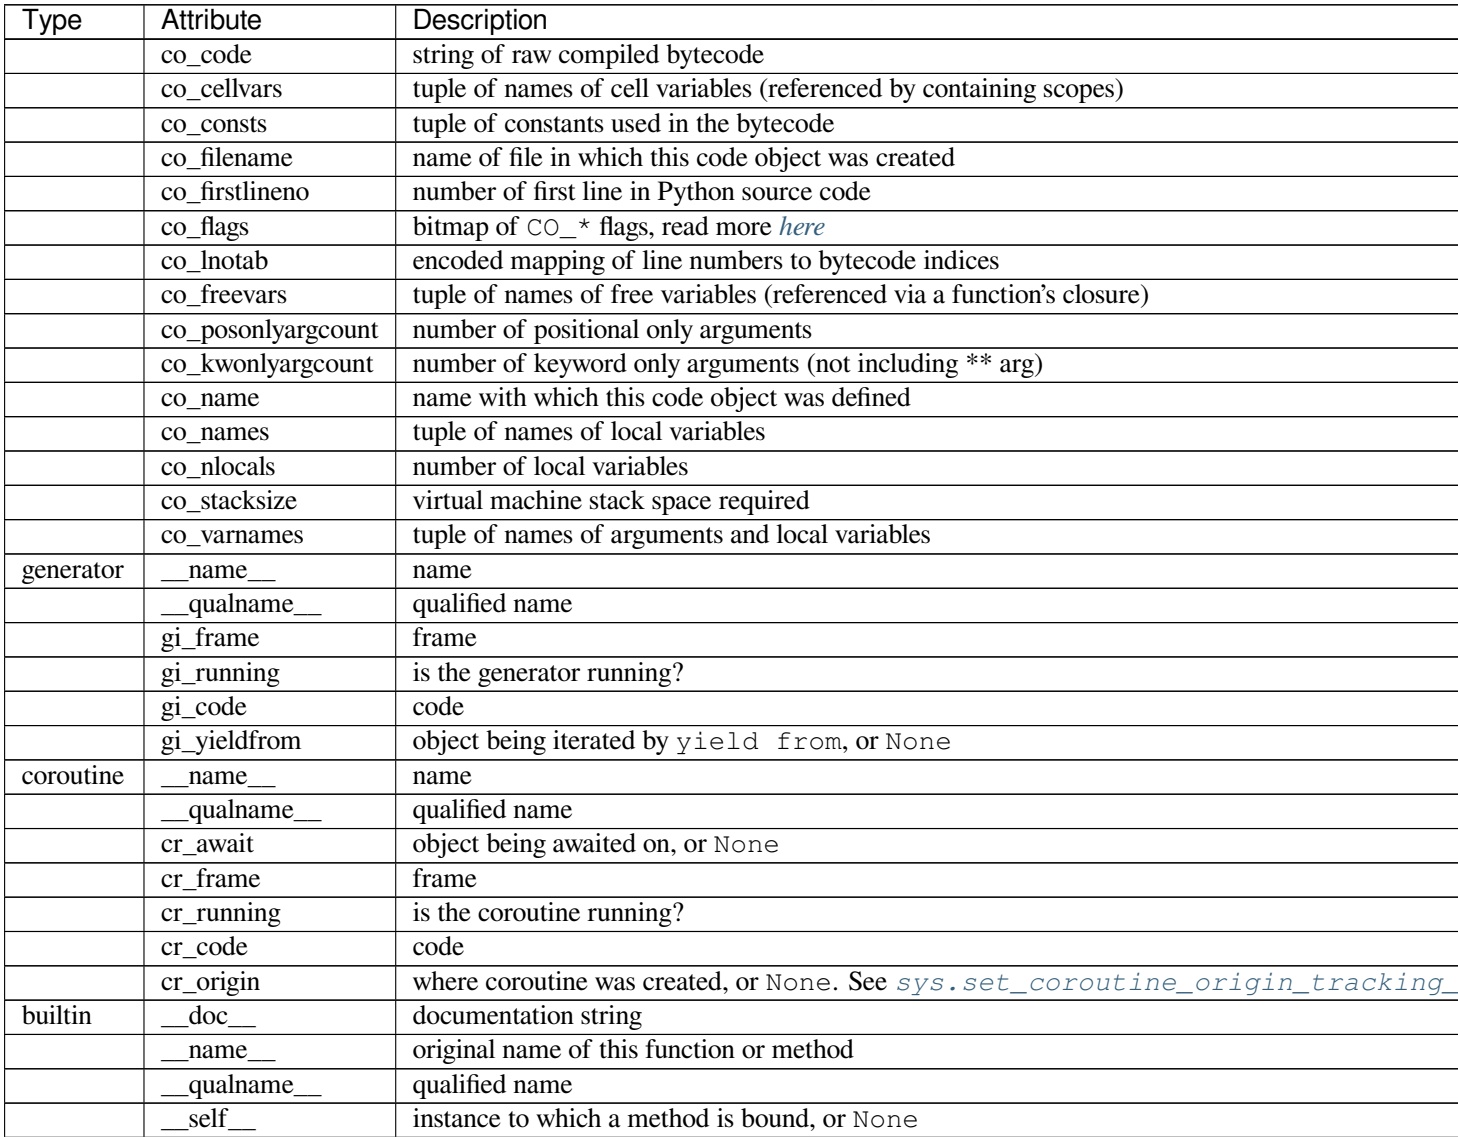 Type Attribute Description
co_code string of raw compiled bytecode
co_cellvars tuple of names of cell variables (referenced by containing scopes)
co_consts tuple of constants used in the bytecode
co_filename name of file in which this code object was created
co_firstlineno number of first line in Python source code
co_flags bitmap of CO_* flags, read more here
co_lnotab encoded mapping of line numbers to bytecode indices
co_freevars tuple of names of free variables (referenced via a function’s closure)
co_posonlyargcount number of positional only arguments
co_kwonlyargcount number of keyword only arguments (not including ** arg)
co_name name with which this code object was defined
co_names tuple of names of local variables
co_nlocals number of local variables
co_stacksize virtual machine stack space required
co_varnames tuple of names of arguments and local variables
generator __name__ name
__qualname__ qualified name
gi_frame frame
gi_running is the generator running?
gi_code code
gi_yieldfrom object being iterated by yield from, or None
coroutine __name__ name
__qualname__ qualified name
cr_await object being awaited on, or None
cr_frame frame
cr_running is the coroutine running?
cr_code code
cr_origin where coroutine was created, or None. See sys.set_coroutine_origin_tracking_
builtin __doc__ documentation string
__name__ original name of this function or method
__qualname__ qualified name
__self__ instance to which a method is bound, or None